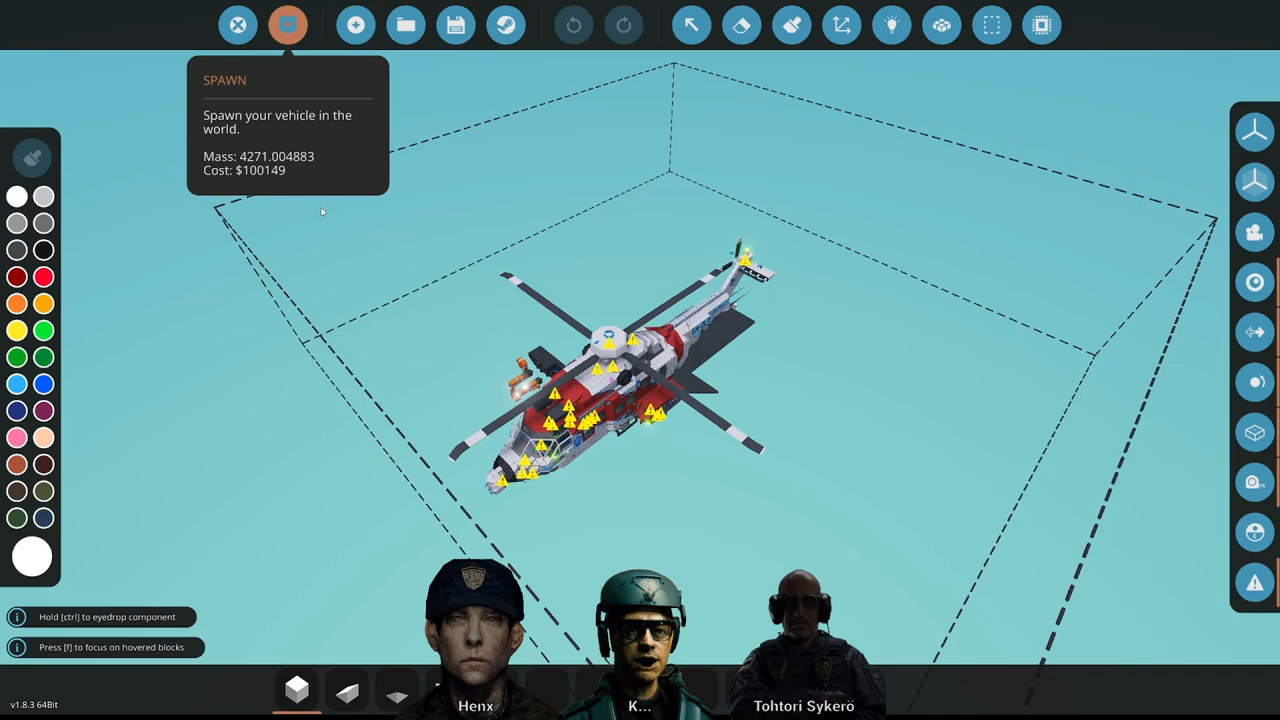 SPAWN
Spawn your vehicle in the
world.
Mass: 4271.004883
Cost: $100149
Hold [ctrl] to eyedrop component
Press [f] to focus on hovered blocks
v1.8.3 64Bit
Henx
K...
Tohtori Sykerö